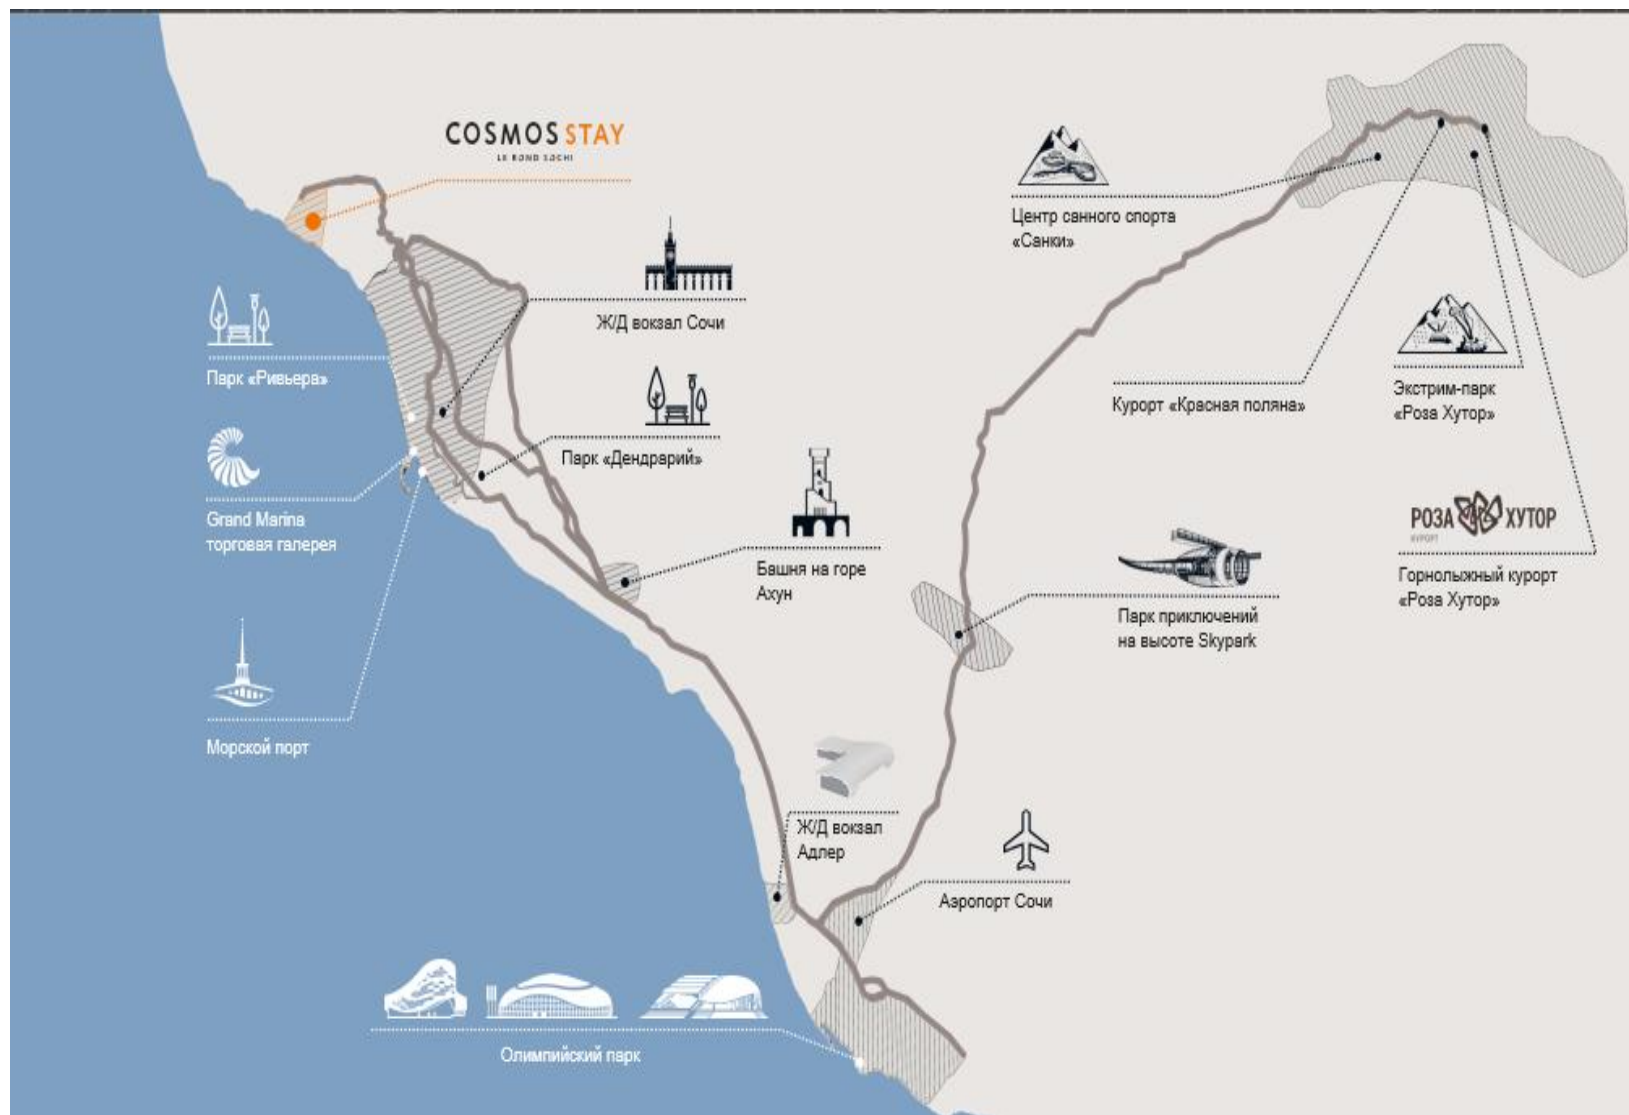 COSMOS STAY
LE ROND SOCHI
Ж/Д вокзал Сочи
Парк «Ривьера»
Парк «Дендрарий»
Grand Marina
торговая галерея
Башня на горе
Ахун
Морской порт
Ж/Д вокзал
Адлер
Аэропорт Сочи
Олимпийский парк
Центр санного спорта
«Санки»
Курорт «Красная поляна»
Экстрим-парк
«Роза Хутор»
РОЗА ХУТОР
КУРОРТ
Горнолыжный курорт
«Роза Хутор»
Парк приключений
на высоте Skypark